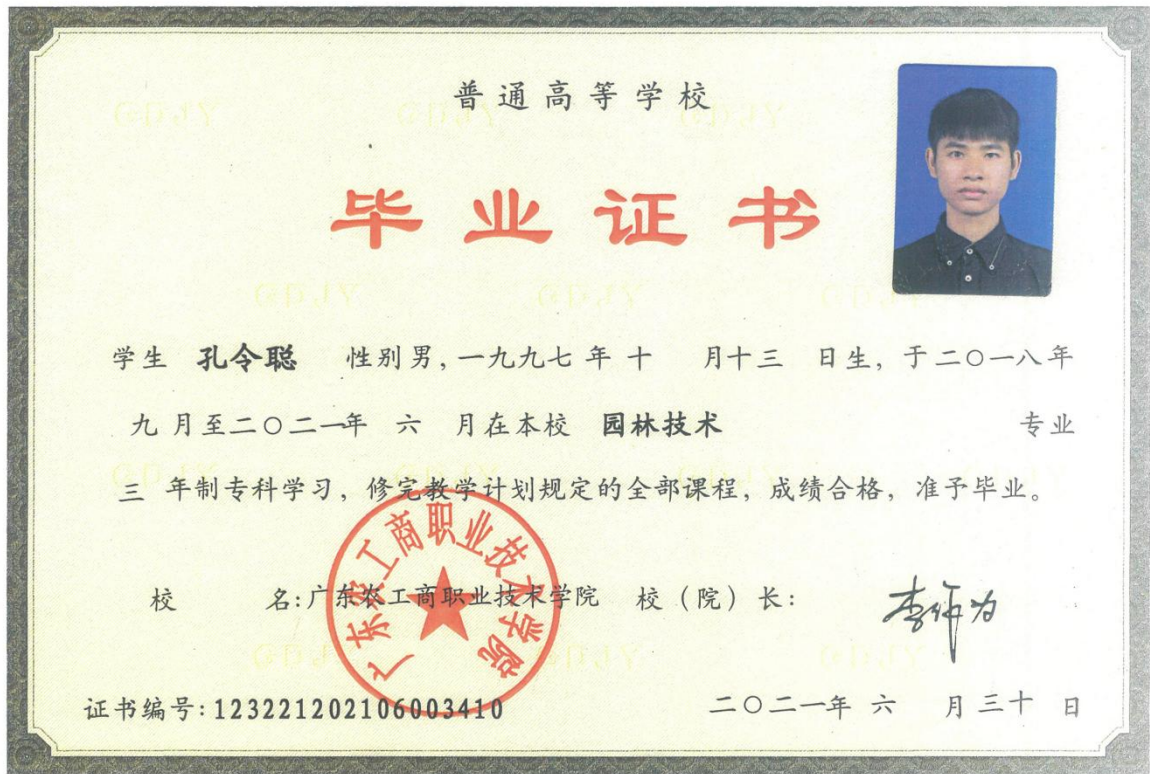 普通高等学校
毕业证书
学生 孔令聪 性别男,一九九七 年 十 月十三 日生,于二〇一八年
九 月至二〇二一年 六 月在本校 园林技术 专业
三 年制专科学习,修完教学计划规定的全部课程,成绩合格,准予毕业。
广东农工商职业技术学院
校 名:广东农工商职业技术学院 校(院)长:
证书编号:123221202106003410 二〇二一年 六 月 三十 日